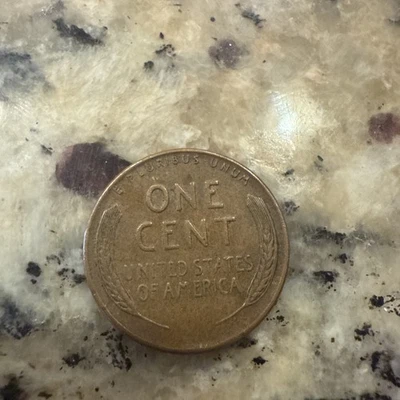 E PLURIBUS UNUM
ONE
CENT
UNITED STATES
OF AMERICA